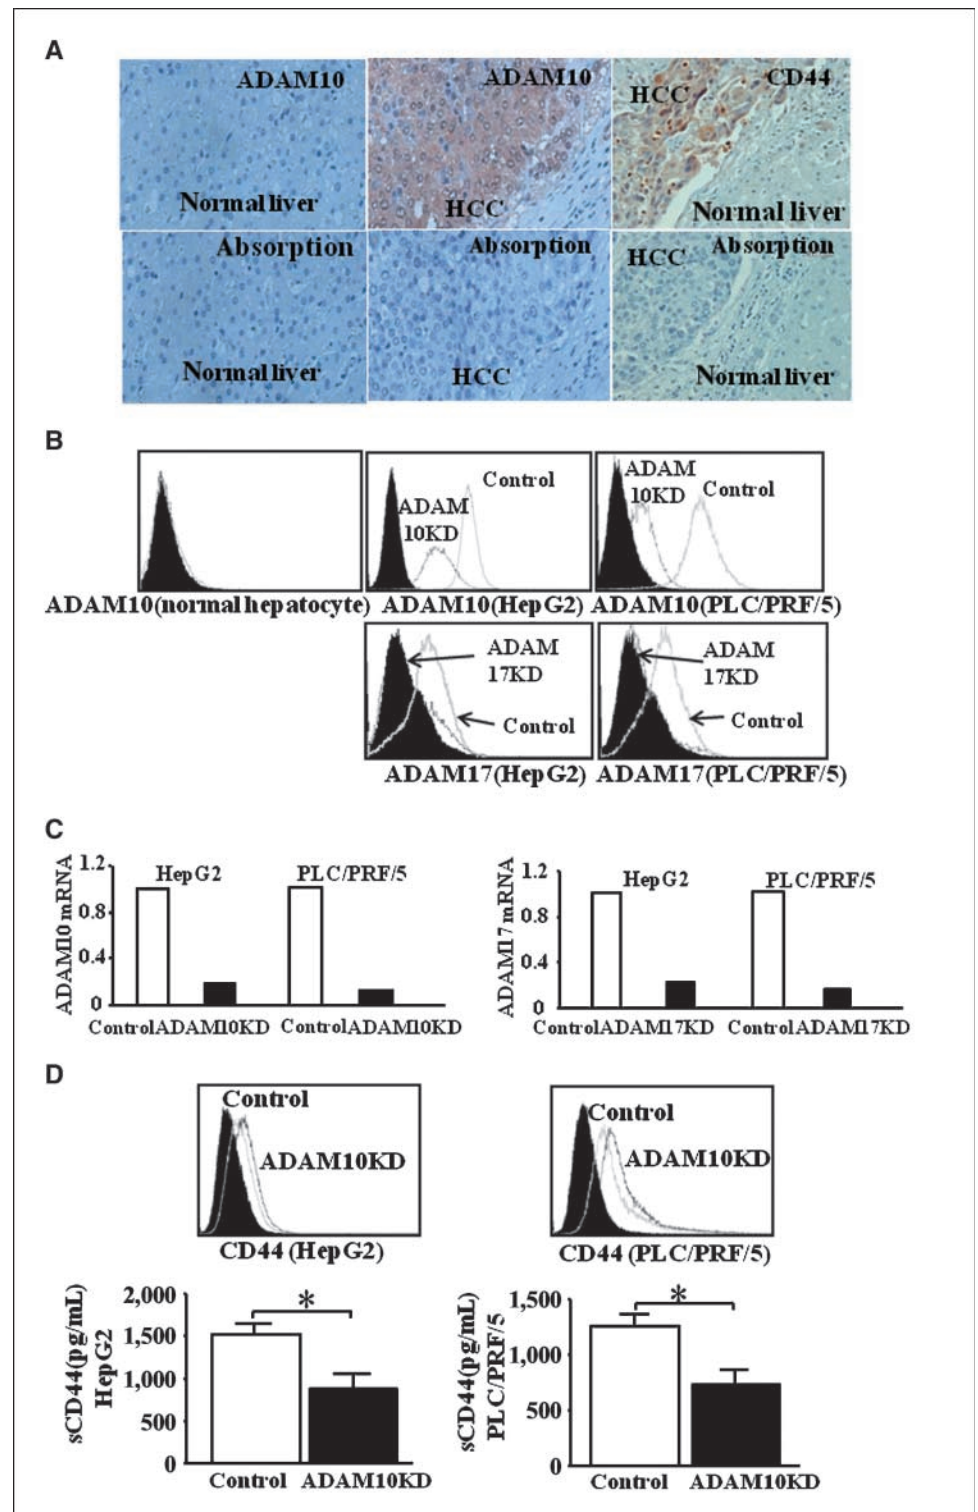 A
ADAM10
Normal liver
ADAM10
HCC
HCC
CD44
Normal liver
Absorption
Normal liver
Absorption
HCC
HCC
Absorption
Normal liver
B
ADAM10(normal hepatocyte)
Control
ADAM
10KD
ADAM10(HepG2)
ADAM
10KD
Control
ADAM10(PLC/PRF/5)
ADAM
17KD
Control
ADAM17(HepG2)
ADAM
17KD
Control
ADAM17(PLC/PRF/5)
C
ADAM10 mRNA
1.2
0.8
0.4
0
HepG2
PLC/PRF/5
Control ADAM10KD Control ADAM10KD
ADAM17 mRNA
1.2
0.8
0.4
0
HepG2
PLC/PRF/5
Control ADAM17KD Control ADAM17KD
D
Control
ADAM10KD
CD44 (HepG2)
Control
ADAM10KD
CD44 (PLC/PRF/5)
sCD44(pg/mL)
HepG2
2,000
1,500
1,000
500
0
*
Control ADAM10KD
sCD44(pg/mL)
PLC/PRF/5
1,500
1,000
500
0
*
Control ADAM10KD